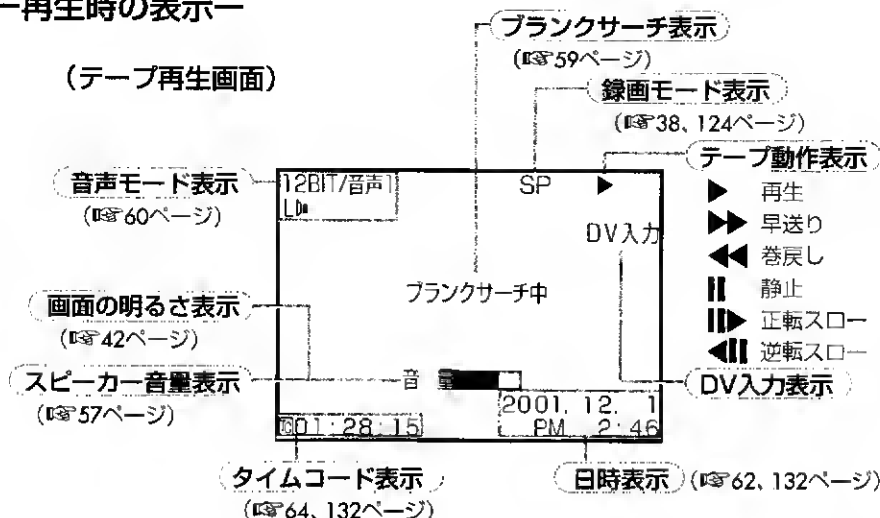 ー再生時の表示ー
（テープ再生画面）
ブランクサーチ表示
（☞59ページ）
録画モード表示
（☞38、124ページ）
テープ動作表示
▶ 再生
▶▶ 早送り
◀◀ 巻戻し
❚❚ 静止
❚❚▶ 正転スロー
◀❚❚ 逆転スロー
音声モード表示
（☞60ページ）
12BIT/音声1
SP ▶
DV入力
ブランクサーチ中
画面の明るさ表示
（☞42ページ）
スピーカー音量表示
（☞57ページ）
音 量
DV入力表示
2001. 12. 1
TC01:28:15
PM 2:46
タイムコード表示
（☞64、132ページ）
日時表示（☞62、132ページ）